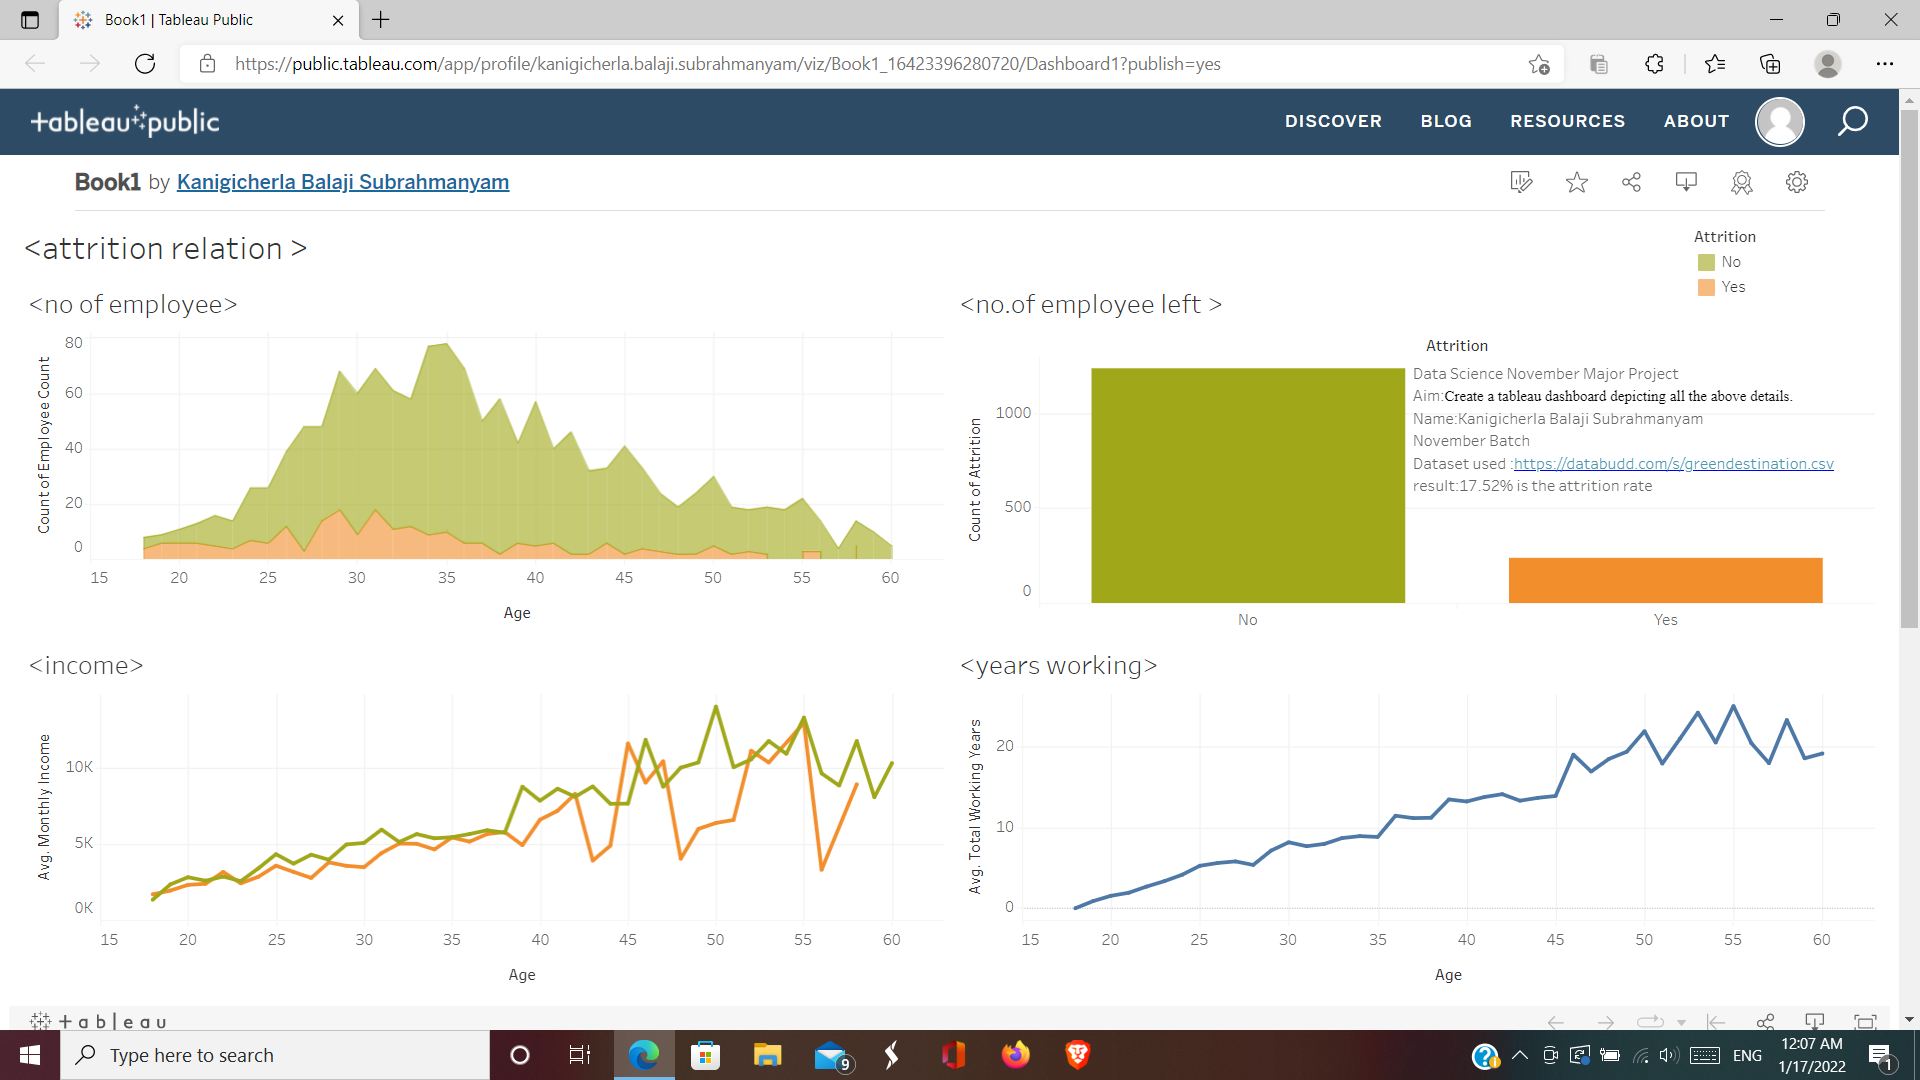 Book1 | Tableau Public
https://public.tableau.com/app/profile/kanigicherla.balaji.subrahmanyam/viz/Book1_16423396280720/Dashboard1?publish=yes
tableau public
DISCOVER BLOG RESOURCES ABOUT
Book1 by Kanigicherla Balaji Subrahmanyam
<attrition relation >
Attrition
No
Yes
<no of employee>
80
60
40
20
0
Count of Employee Count
15 20 25 30 35 40 45 50 55 60
Age
<no.of employee left >
Attrition
Data Science November Major Project
Aim:Create a tableau dashboard depicting all the above details.
Name:Kanigicherla Balaji Subrahmanyam
November Batch
Dataset used :https://databudd.com/s/greendestination.csv
result:17.52% is the attrition rate
1000
500
0
Count of Attrition
No Yes
<income>
10K
5K
0K
Avg. Monthly Income
15 20 25 30 35 40 45 50 55 60
Age
<years working>
20
10
0
Avg. Total Working Years
15 20 25 30 35 40 45 50 55 60
Age
tableau
Type here to search
9
ENG
12:07 AM
1/17/2022
1